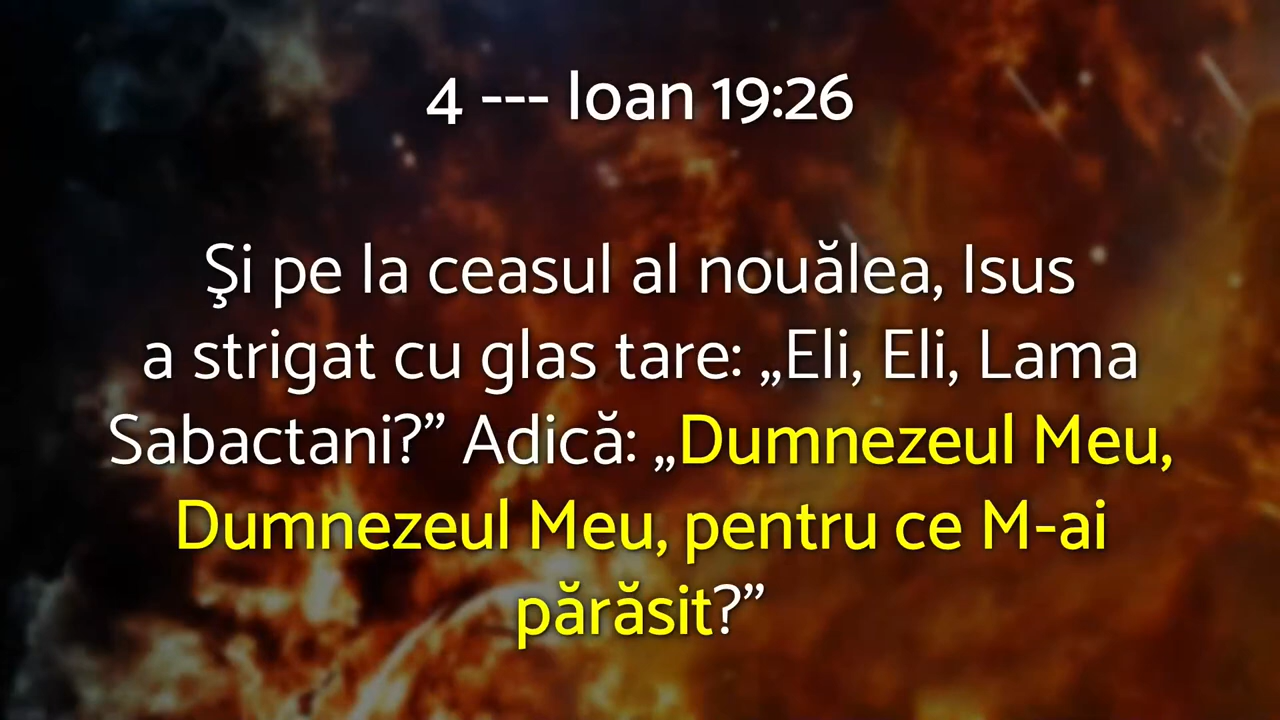 4 --- Ioan 19:26
Şi pe la ceasul al nouălea, Isus
a strigat cu glas tare: „Eli, Eli, Lama
Sabactani?” Adică: „Dumnezeul Meu,
Dumnezeul Meu, pentru ce M-ai
părăsit?”